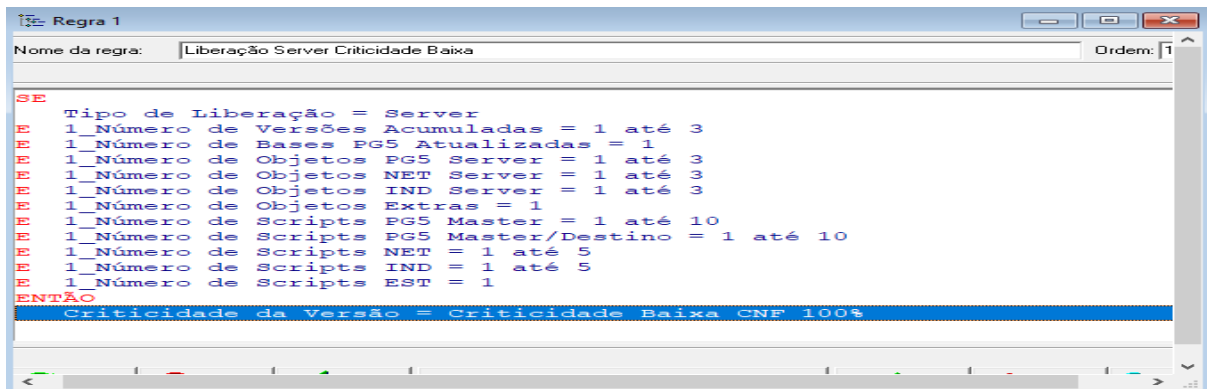 Regra 1
Nome da regra: Liberação Server Criticidade Baixa Ordem: 1
SE
Tipo de Liberação = Server
E 1_Número de Versões Acumuladas = 1 até 3
E 1_Número de Bases PG5 Atualizadas = 1
E 1_Número de Objetos PG5 Server = 1 até 3
E 1_Número de Objetos NET Server = 1 até 3
E 1_Número de Objetos IND Server = 1 até 3
E 1_Número de Objetos Extras = 1
E 1_Número de Scripts PG5 Master = 1 até 10
E 1_Número de Scripts PG5 Master/Destino = 1 até 10
E 1_Número de Scripts NET = 1 até 5
E 1_Número de Scripts IND = 1 até 5
E 1_Número de Scripts EST = 1
ENTÃO
Criticidade da Versão = Criticidade Baixa CNF 100%